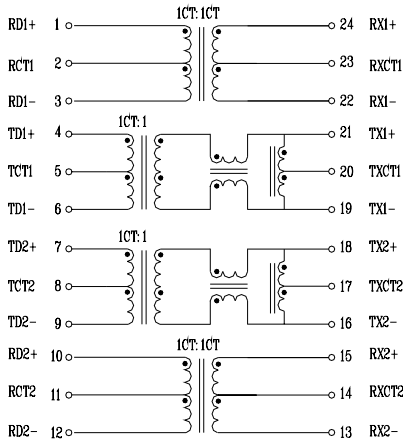 1CT:1CT
RD1+ 1 24 RX1+
RCT1 2 23 RXCT1
RD1- 3 22 RX1-
1CT:1
TD1+ 4 21 TX1+
TCT1 5 20 TXCT1
TD1- 6 19 TX1-
1CT:1
TD2+ 7 18 TX2+
TCT2 8 17 TXCT2
TD2- 9 16 TX2-
1CT:1CT
RD2+ 10 15 RX2+
RCT2 11 14 RXCT2
RD2- 12 13 RX2-